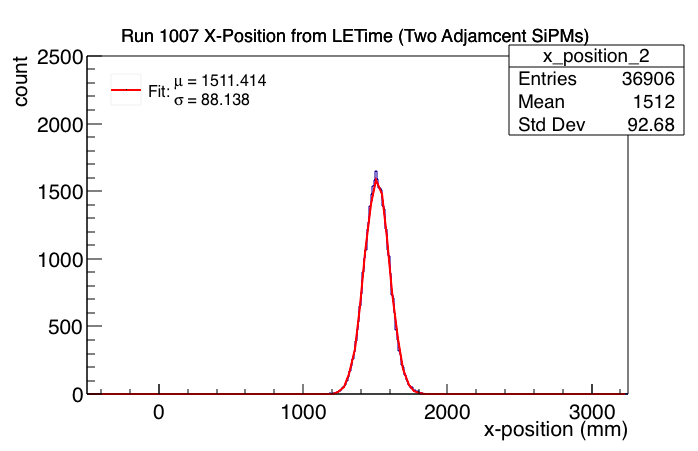 Run 1007 X-Position from LETime (Two Adjamcent SiPMs)
x_position_2
Entries 36906
Mean 1512
Std Dev 92.68
Fit: μ = 1511.414
σ = 88.138
count
2500
2000
1500
1000
500
0
0 1000 2000 3000
x-position (mm)